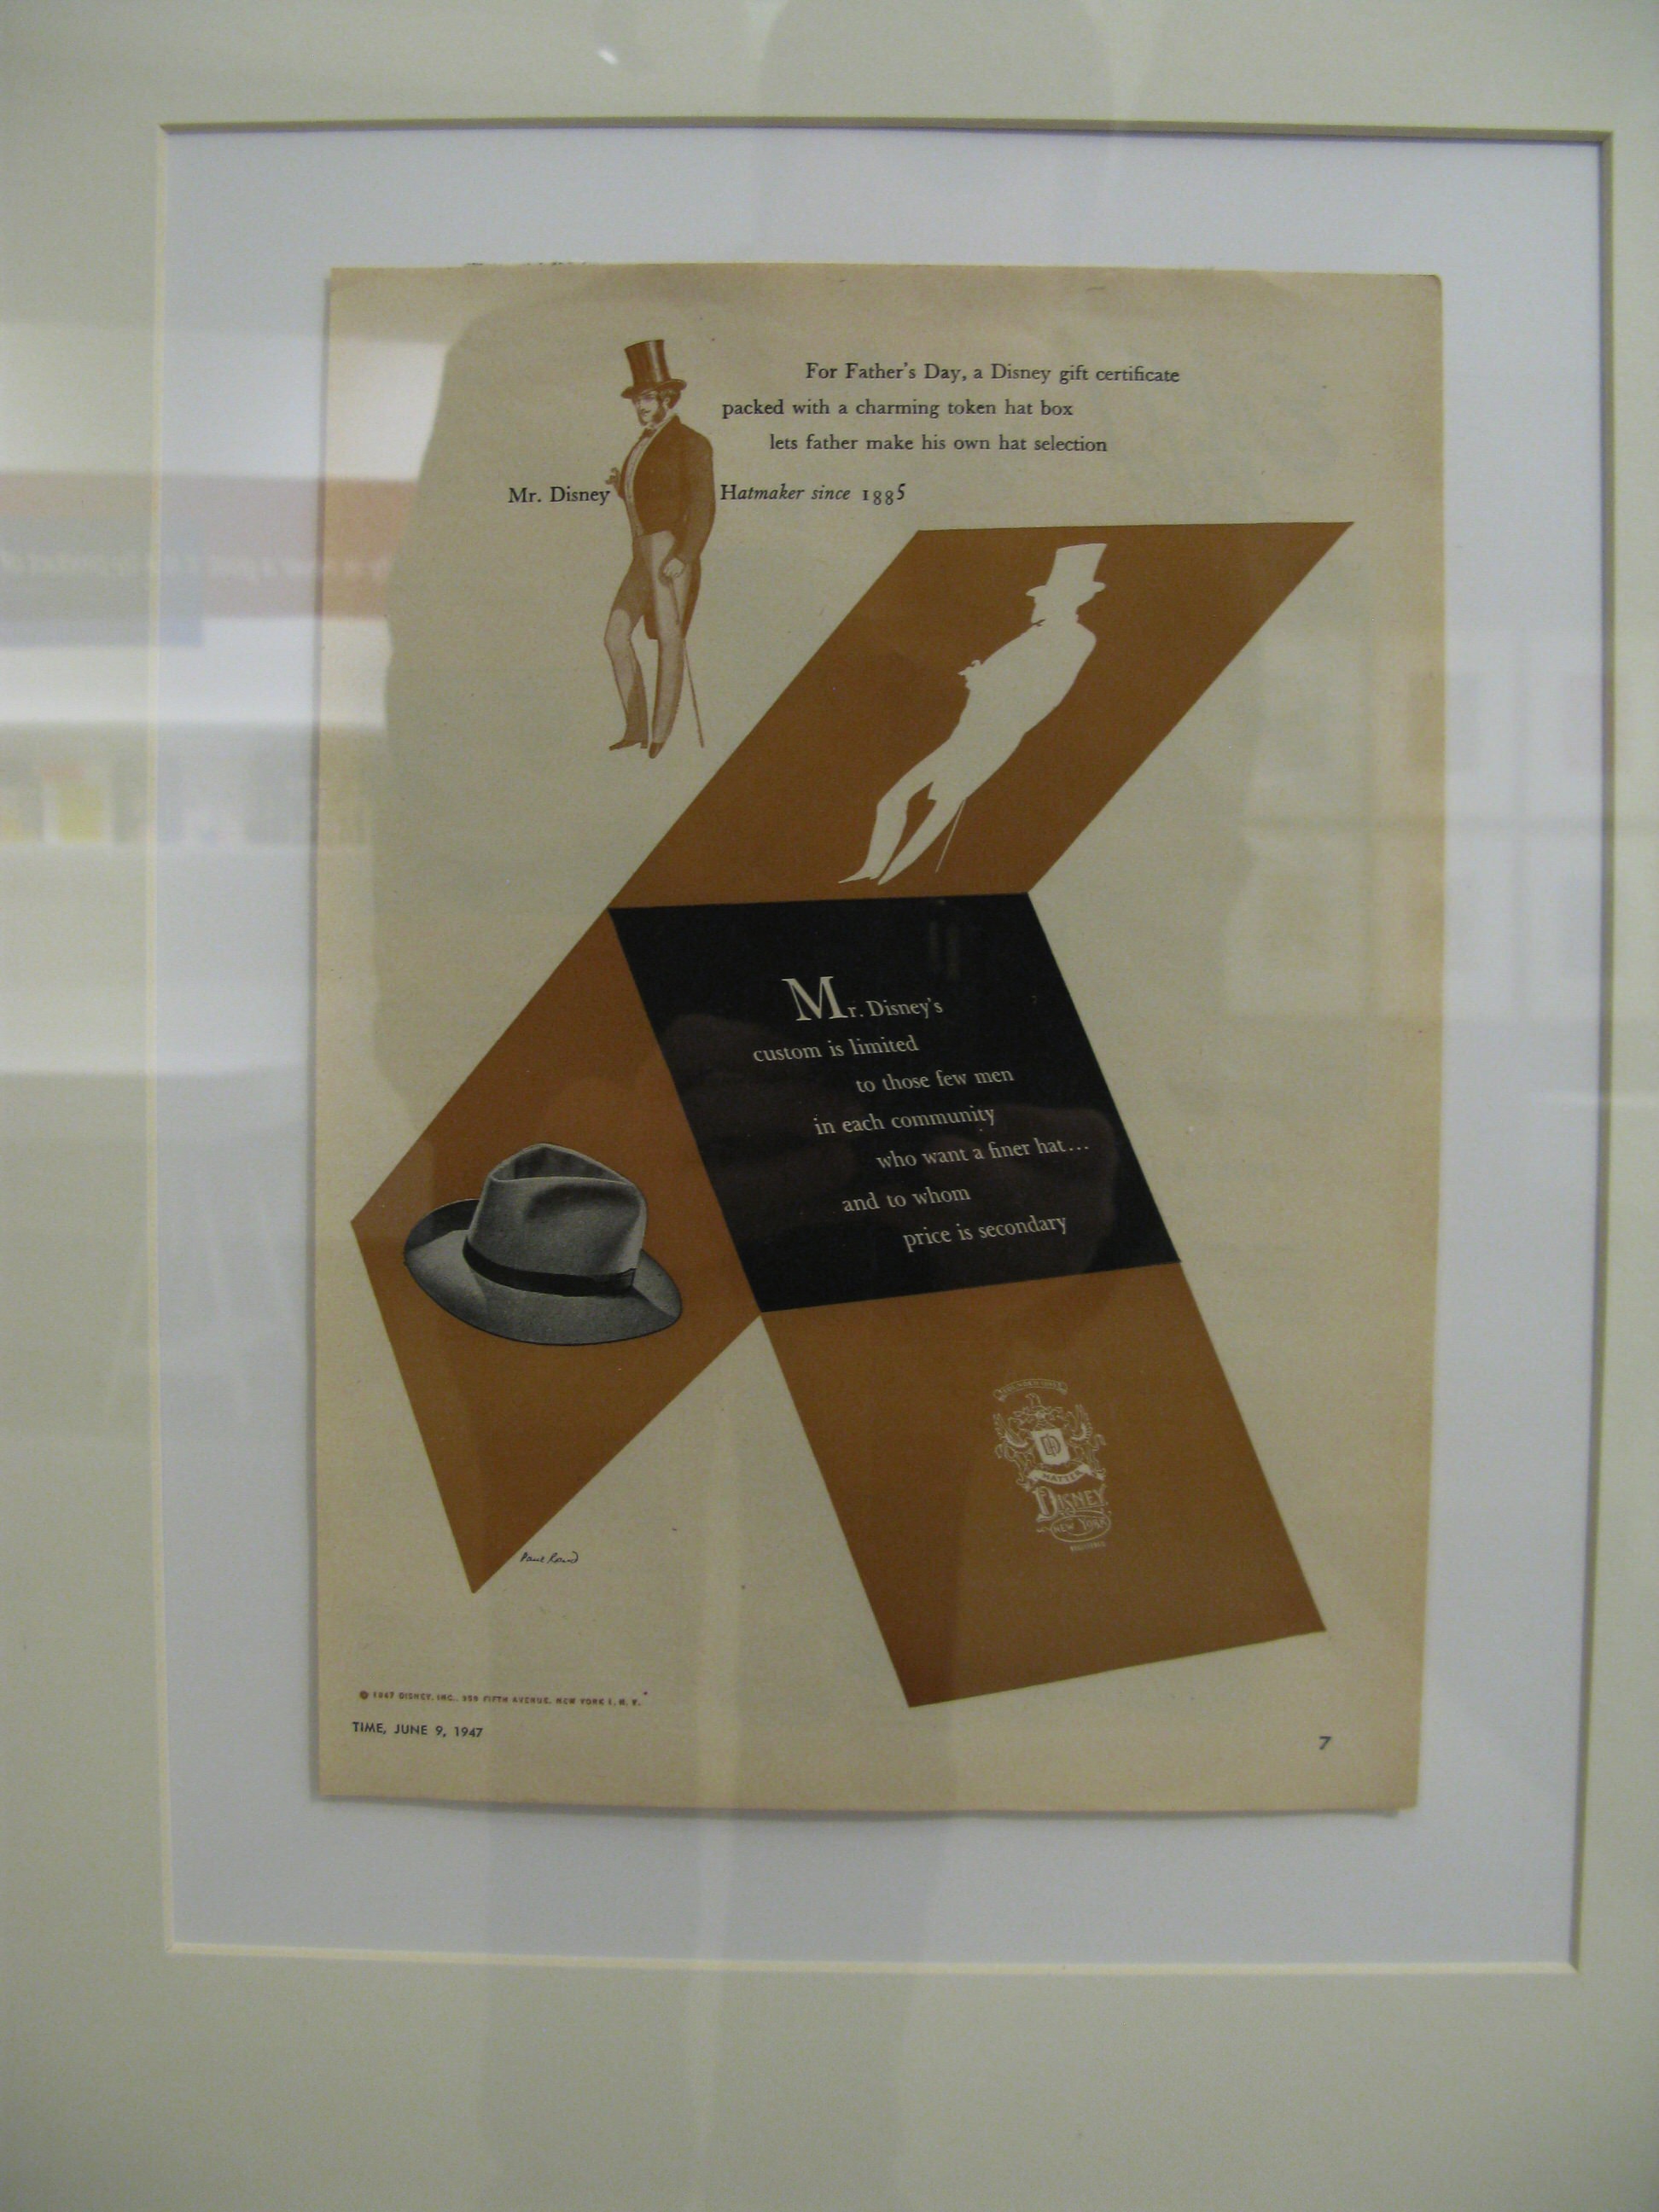 For Father's Day, a Disney gift certificate
packed with a charming token hat box
lets father make his own hat selection
Mr. Disney Hatmaker since 1885
Mr. Disney's
custom is limited
to those few men
in each community
who want a finer hat...
and to whom
price is secondary
D
HATTER
DISNEY
NEW YORK
Paul Rand
© 1947 DISNEY, INC., 359 FIFTH AVENUE, NEW YORK 1, N. Y.
TIME, JUNE 9, 1947
7